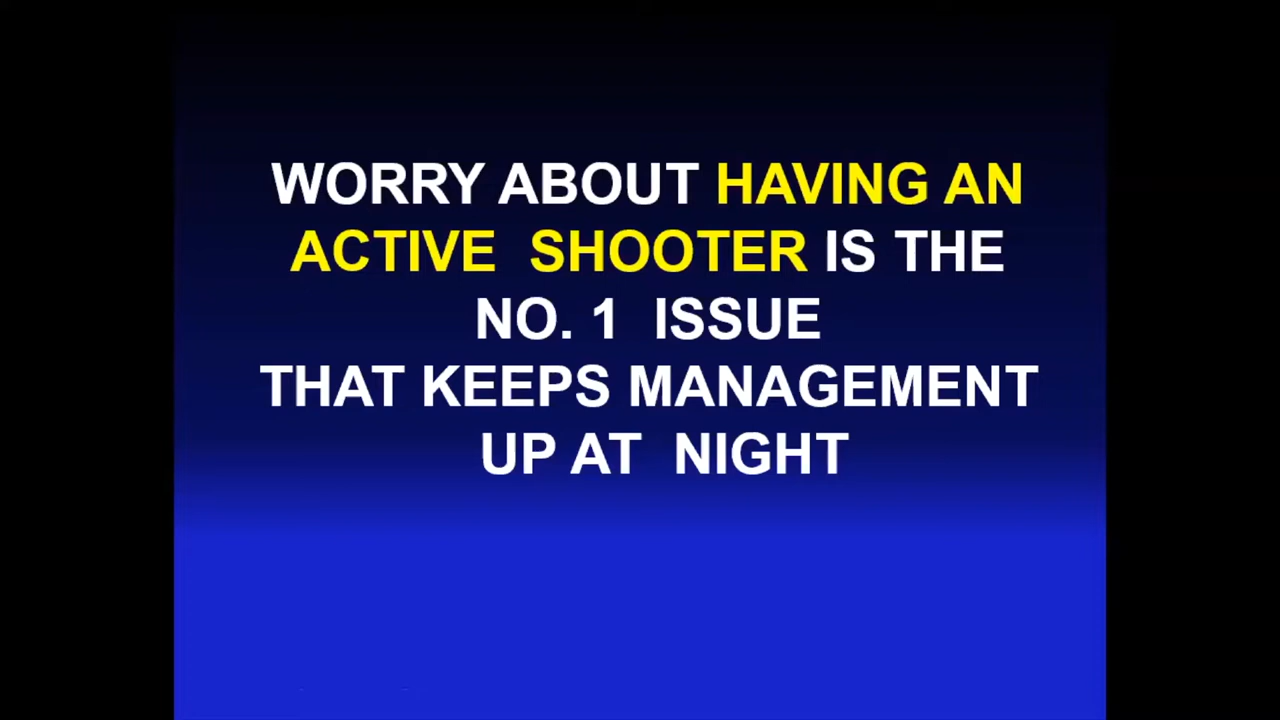 WORRY ABOUT HAVING AN
ACTIVE SHOOTER IS THE
NO. 1 ISSUE
THAT KEEPS MANAGEMENT
UP AT NIGHT